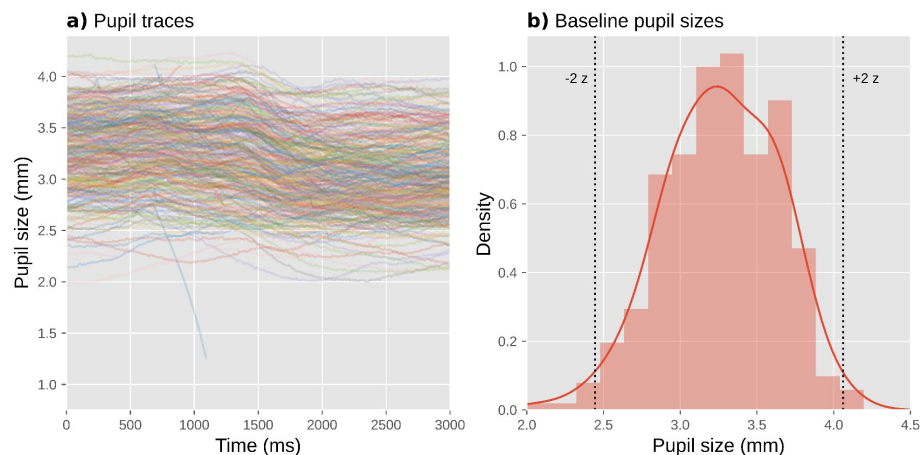 a) Pupil traces
Pupil size (mm)
4.0
3.5
3.0
2.5
2.0
1.5
1.0
0 500 1000 1500 2000 2500 3000
Time (ms)
b) Baseline pupil sizes
-2 z +2 z
Density
1.0
0.8
0.6
0.4
0.2
0.0
2.0 2.5 3.0 3.5 4.0 4.5
Pupil size (mm)